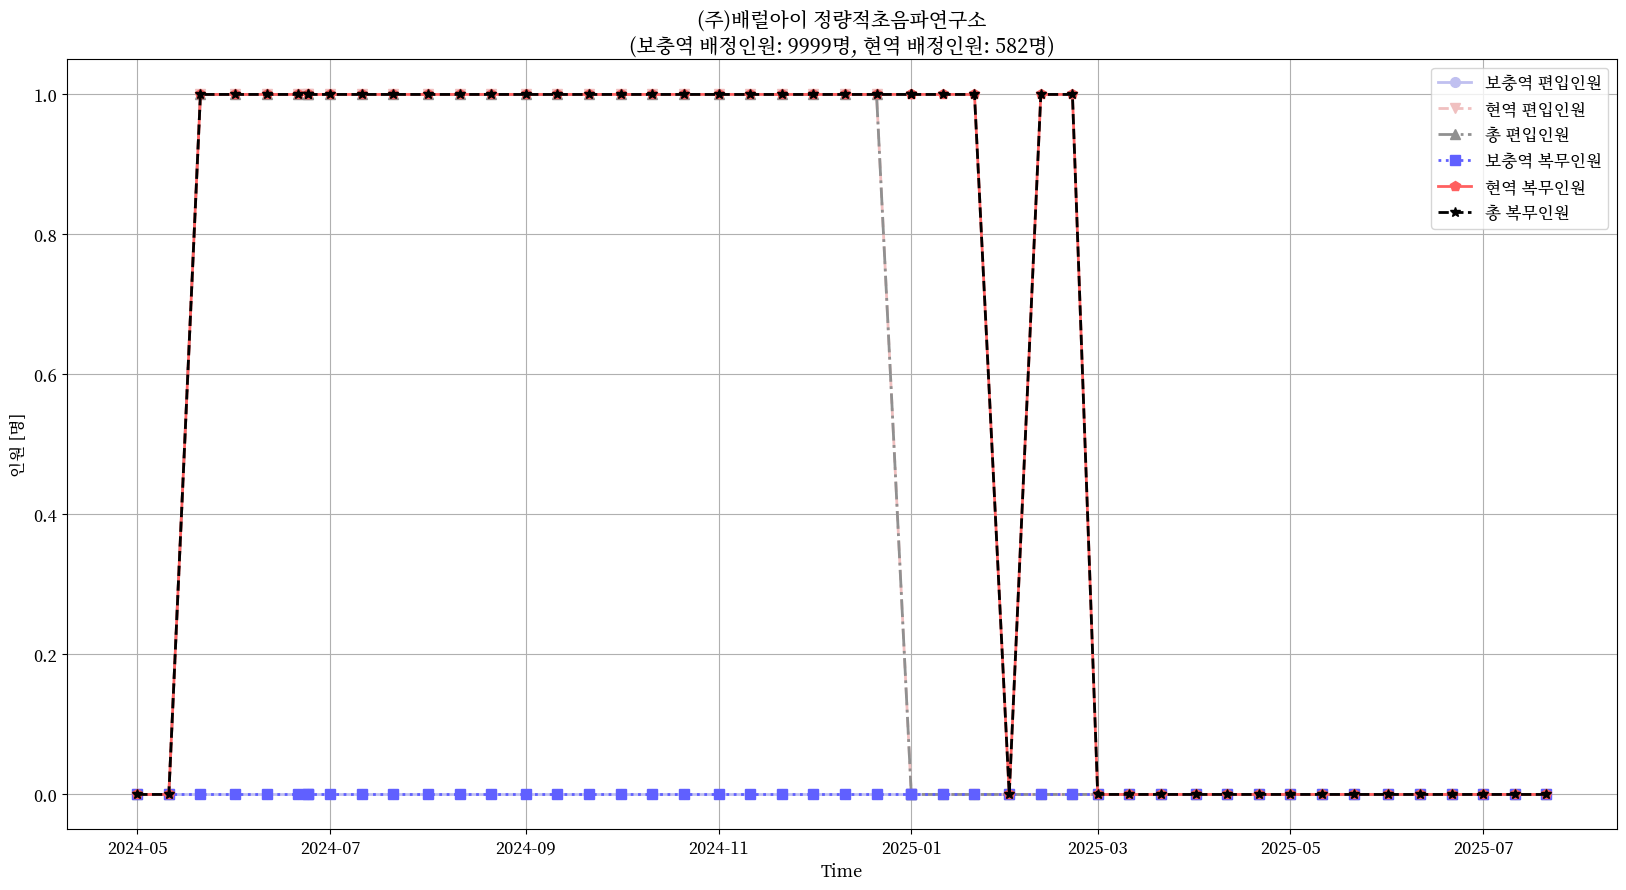 (주)배럴아이 정량적초음파연구소
(보충역 배정인원: 9999명, 현역 배정인원: 582명)
보충역 편입인원
현역 편입인원
총 편입인원
보충역 복무인원
현역 복무인원
총 복무인원
1.0
0.8
0.6
0.4
0.2
0.0
인원 [명]
2024-05
2024-07
2024-09
2024-11
2025-01
2025-03
2025-05
2025-07
Time